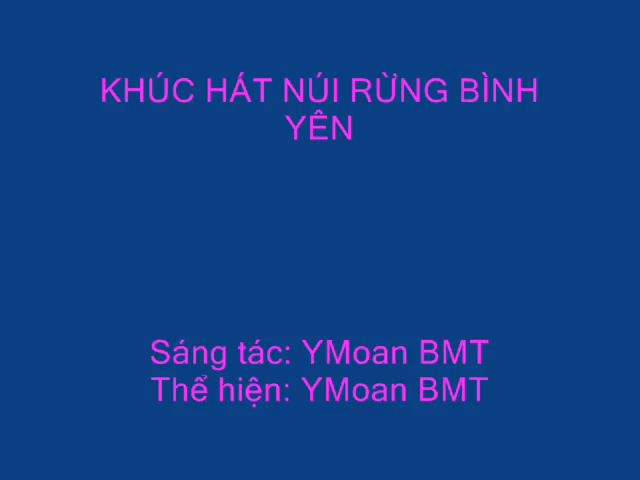 KHÚC HÁT NÚI RỪNG BÌNH
YÊN
Sáng tác: YMoan BMT
Thể hiện: YMoan BMT